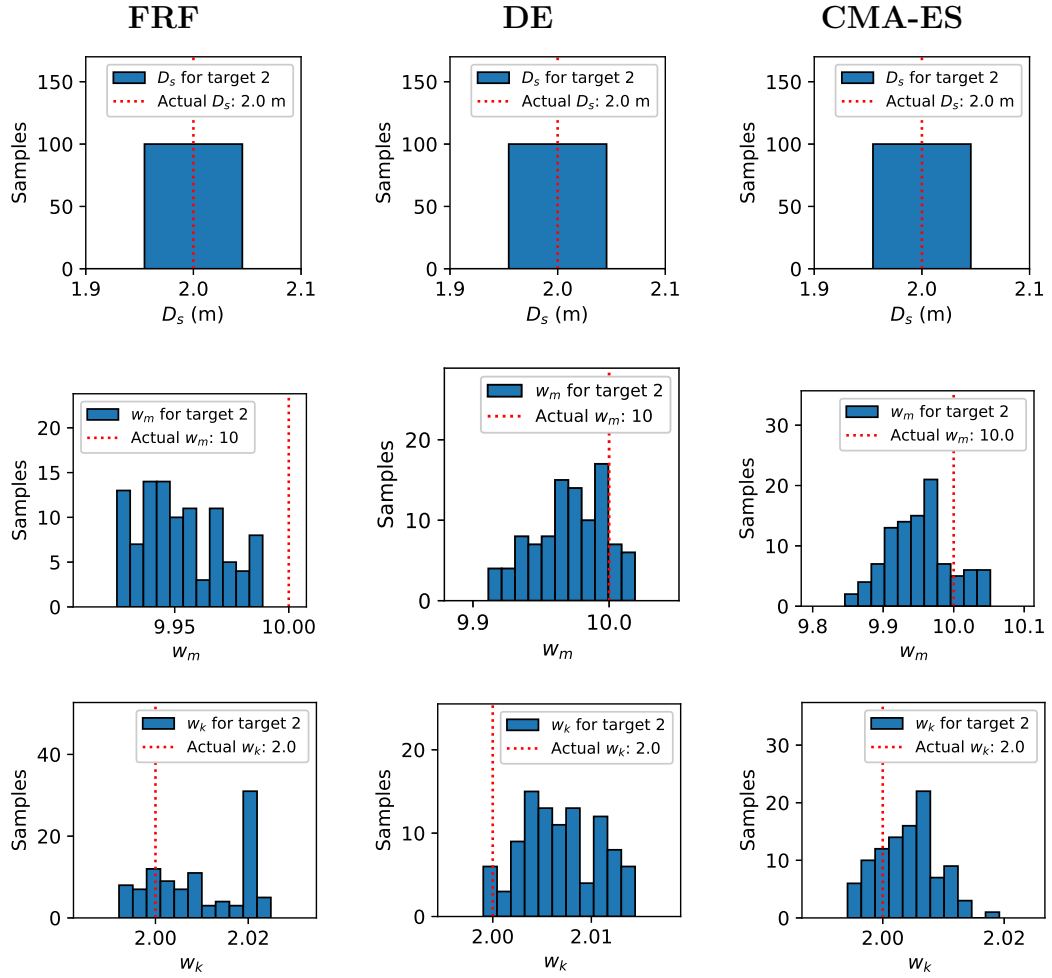 FRF DE CMA-ES
150
100
50
0
Samples
D_s for target 2
Actual D_s: 2.0 m
1.9 2.0 2.1
D_s (m)
150
100
50
0
Samples
D_s for target 2
Actual D_s: 2.0 m
1.9 2.0 2.1
D_s (m)
150
100
50
0
Samples
D_s for target 2
Actual D_s: 2.0 m
1.9 2.0 2.1
D_s (m)
20
15
10
5
0
Samples
w_m for target 2
Actual w_m: 10
9.95 10.00
w_m
20
10
0
Samples
w_m for target 2
Actual w_m: 10
9.9 10.0
w_m
30
20
10
0
Samples
w_m for target 2
Actual w_m: 10.0
9.8 9.9 10.0 10.1
w_m
40
20
0
Samples
w_k for target 2
Actual w_k: 2.0
2.00 2.02
w_k
20
10
0
Samples
w_k for target 2
Actual w_k: 2.0
2.00 2.01
w_k
30
20
10
0
Samples
w_k for target 2
Actual w_k: 2.0
2.00 2.02
w_k